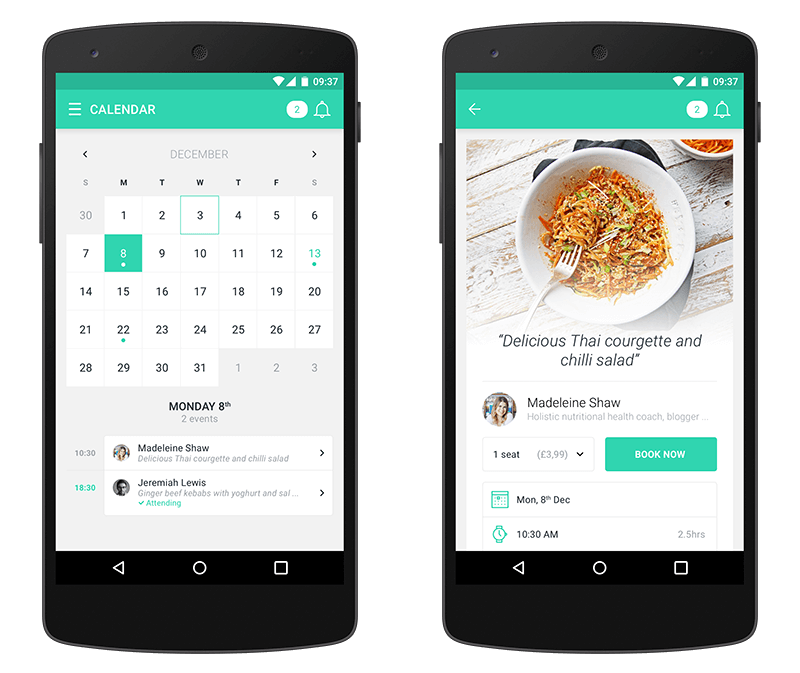 09:37
CALENDAR 2
DECEMBER
S M T W T F S
30 1 2 3 4 5 6
7 8 9 10 11 12 13
14 15 16 17 18 19 20
21 22 23 24 25 26 27
28 29 30 31 1 2 3
MONDAY 8th
2 events
10:30 Madeleine Shaw
Delicious Thai courgette and chilli salad
18:30 Jeremiah Lewis
Ginger beef kebabs with yoghurt and sal ...
Attending
09:37
2
“Delicious Thai courgette and
chilli salad”
Madeleine Shaw
Holistic nutritional health coach, blogger ...
1 seat (£3,99) BOOK NOW
Mon, 8th Dec
10:30 AM 2.5hrs